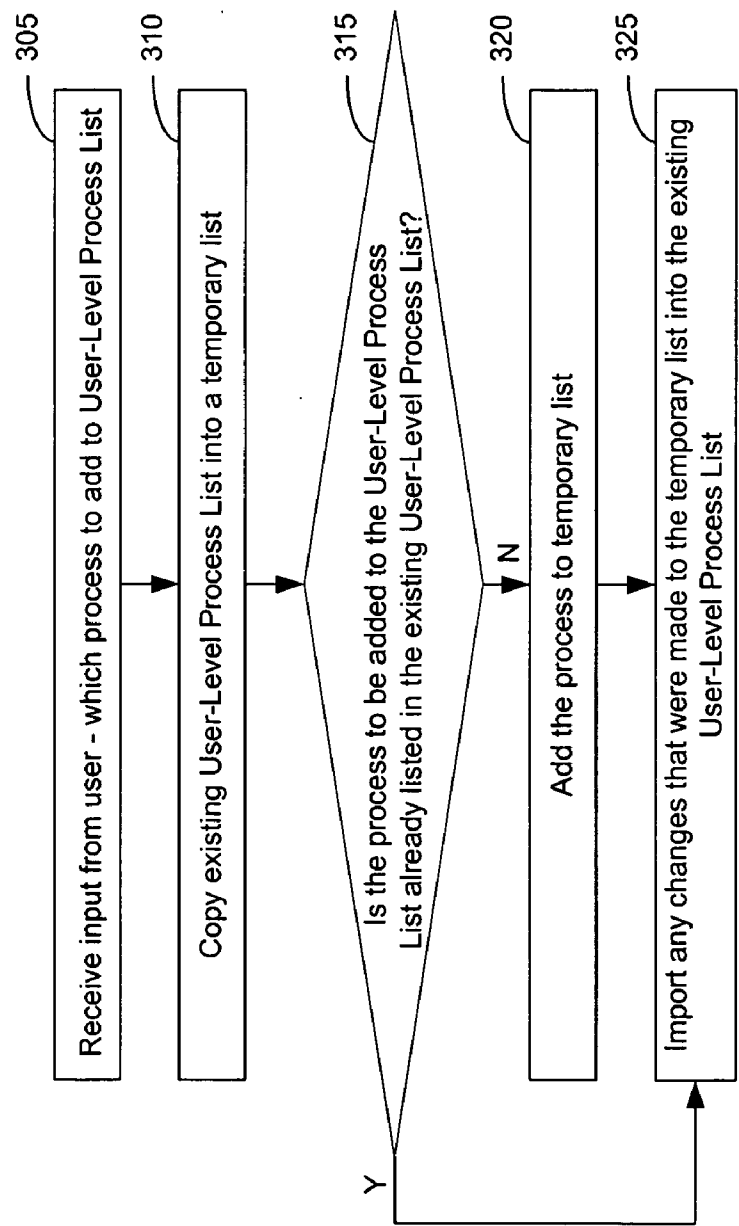 305
Receive input from user - which process to add to User-Level Process List
310
Copy existing User-Level Process List into a temporary list
315
Is the process to be added to the User-Level Process
List already listed in the existing User-Level Process List?
Y
N
320
Add the process to temporary list
325
Import any changes that were made to the temporary list into the existing
User-Level Process List